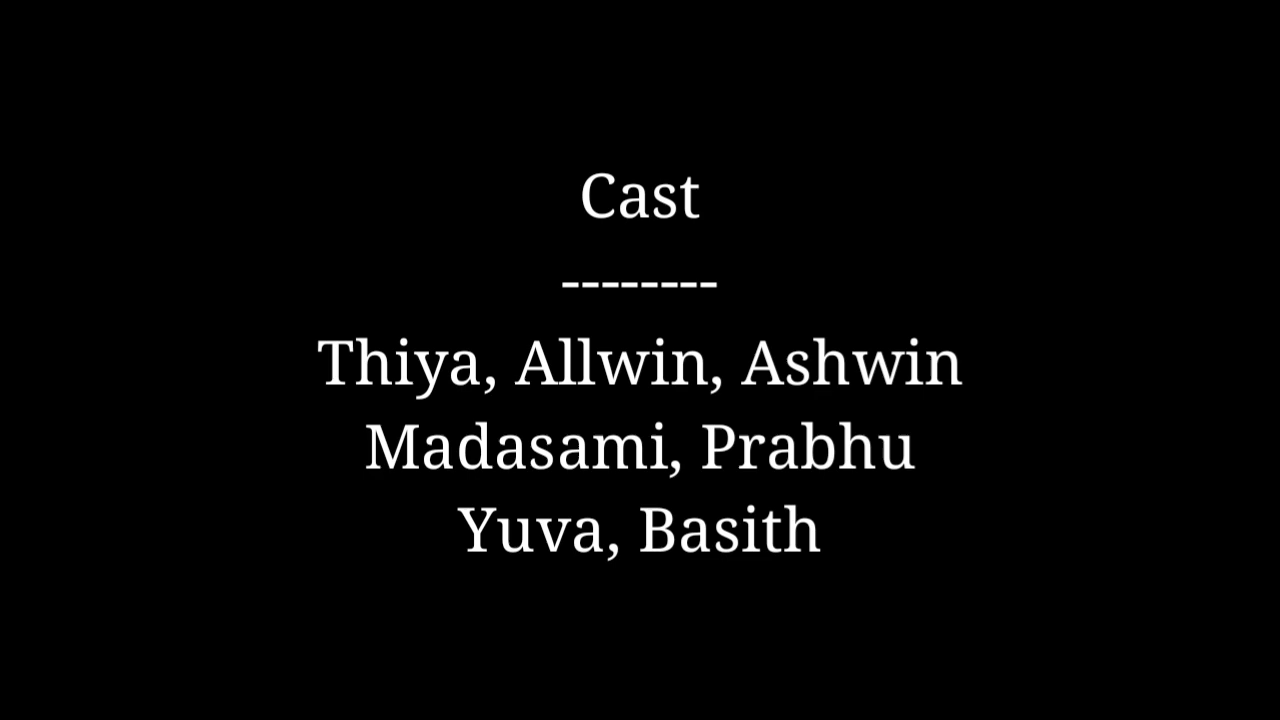 Cast
--------
Thiya, Allwin, Ashwin
Madasami, Prabhu
Yuva, Basith